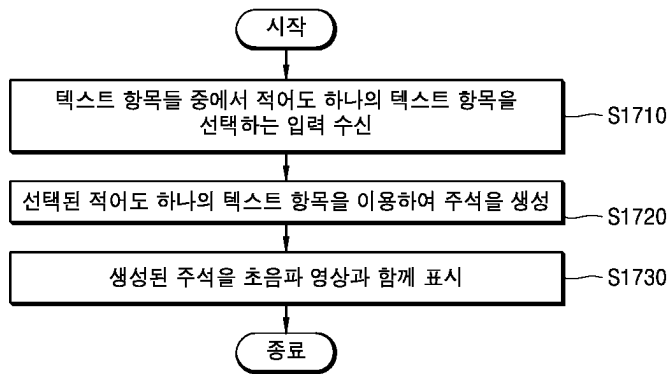 시작
텍스트 항목들 중에서 적어도 하나의 텍스트 항목을
선택하는 입력 수신
S1710
선택된 적어도 하나의 텍스트 항목을 이용하여 주석을 생성
S1720
생성된 주석을 초음파 영상과 함께 표시
S1730
종료